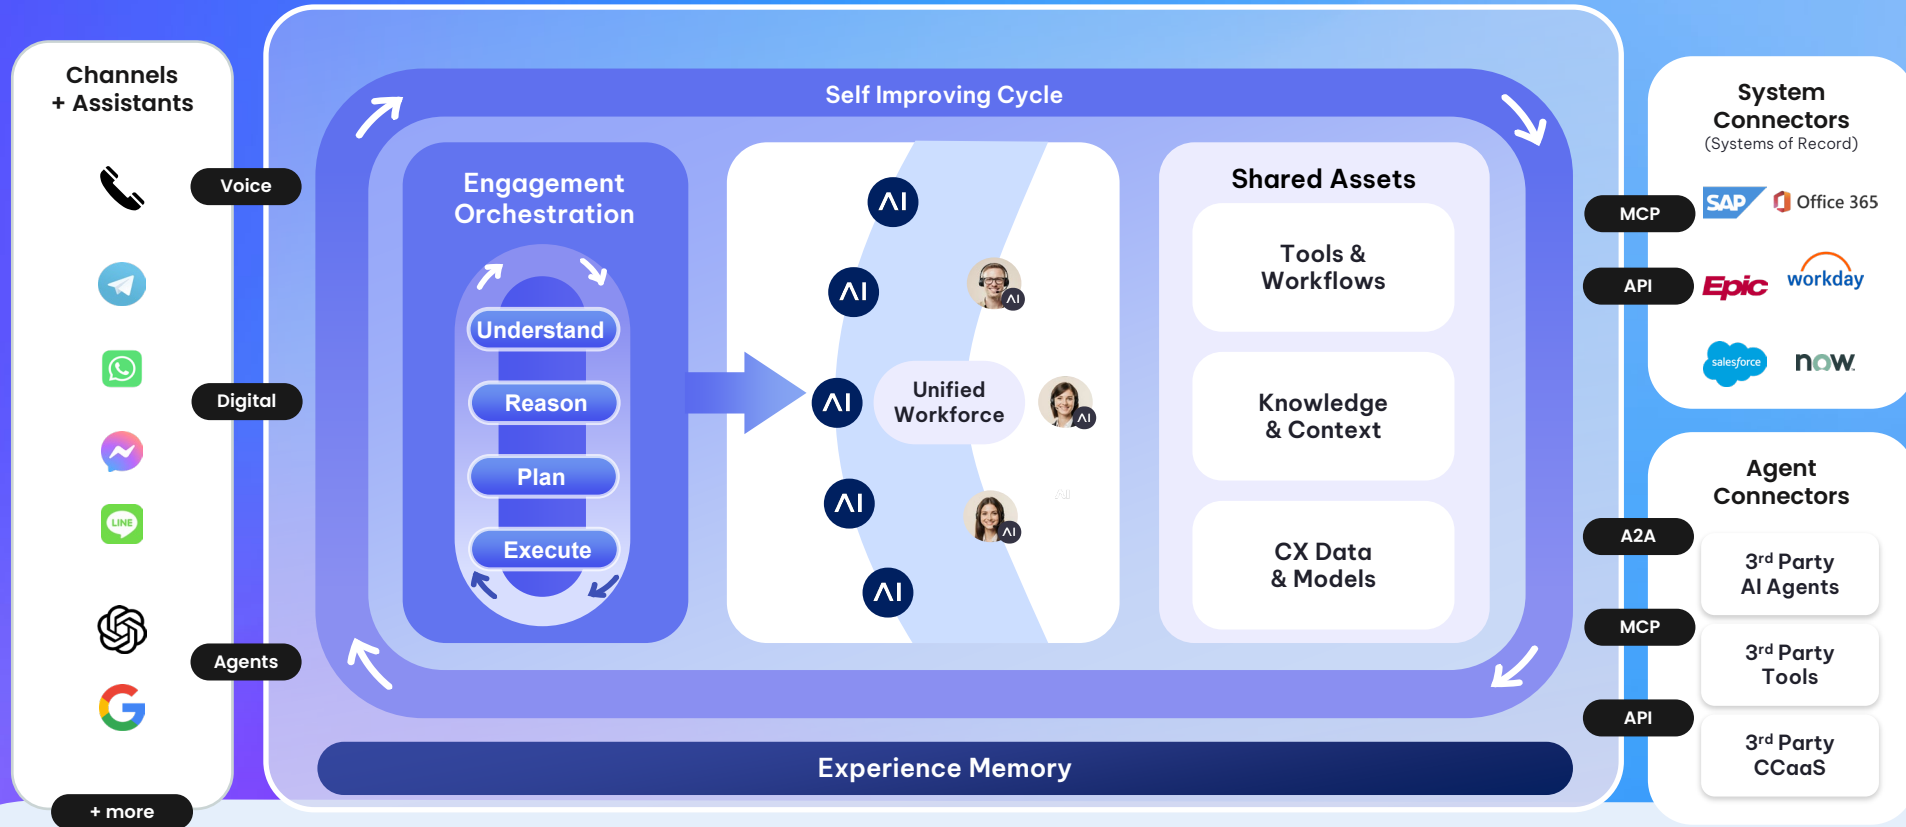 Channels
+ Assistants
Voice
LINE
Digital
Agents
+ more
Self Improving Cycle
Engagement
Orchestration
Understand
Reason
Plan
Execute
AI
AI
AI
AI
AI
AI
AI
AI
AI
Unified
Workforce
Shared Assets
Tools &
Workflows
Knowledge
& Context
CX Data
& Models
Experience Memory
System
Connectors
(Systems of Record)
MCP
SAP
Office 365
API
Epic
workday
salesforce
now
Agent
Connectors
A2A
3rd Party
AI Agents
MCP
3rd Party
Tools
API
3rd Party
CCaaS